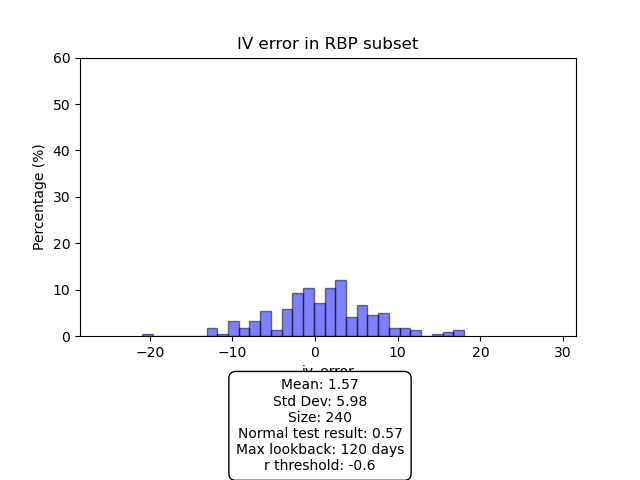 IV error in RBP subset
60
50
40
30
20
10
0
Percentage (%)
−20 −10 0 10 20 30
iv_error
Mean: 1.57
Std Dev: 5.98
Size: 240
Normal test result: 0.57
Max lookback: 120 days
r threshold: -0.6